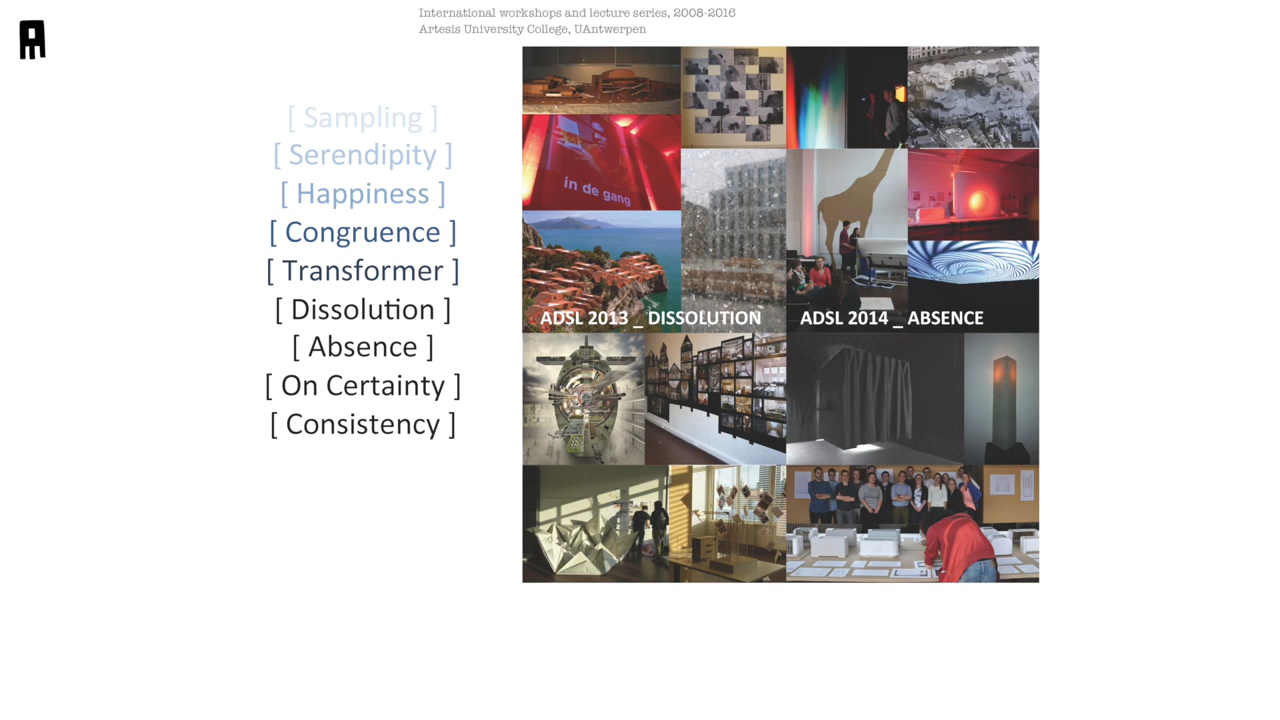 International workshops and lecture series, 2008-2016
Artesis University College, UAntwerpen
[ Sampling ]
[ Serendipity ]
[ Happiness ]
[ Congruence ]
[ Transformer ]
[ Dissolution ]
[ Absence ]
[ On Certainty ]
[ Consistency ]
in de gang
ADSL 2013 _ DISSOLUTION
ADSL 2014 _ ABSENCE